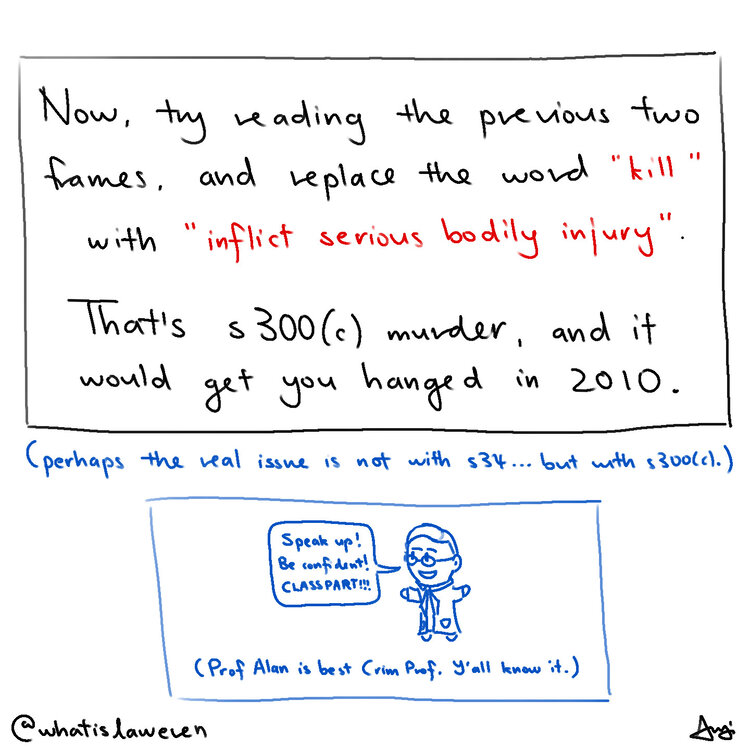 Now, try reading the previous two
frames, and replace the word "kill"
with "inflict serious bodily injury".
That's s300(c) murder, and it
would get you hanged in 2010.
(perhaps the real issue is not with s34... but with s300(c).)
Speak up!
Be confident!
CLASSPART!!!
(Prof Alan is best Crim Prof. Y'all know it.)
@whatislaweven